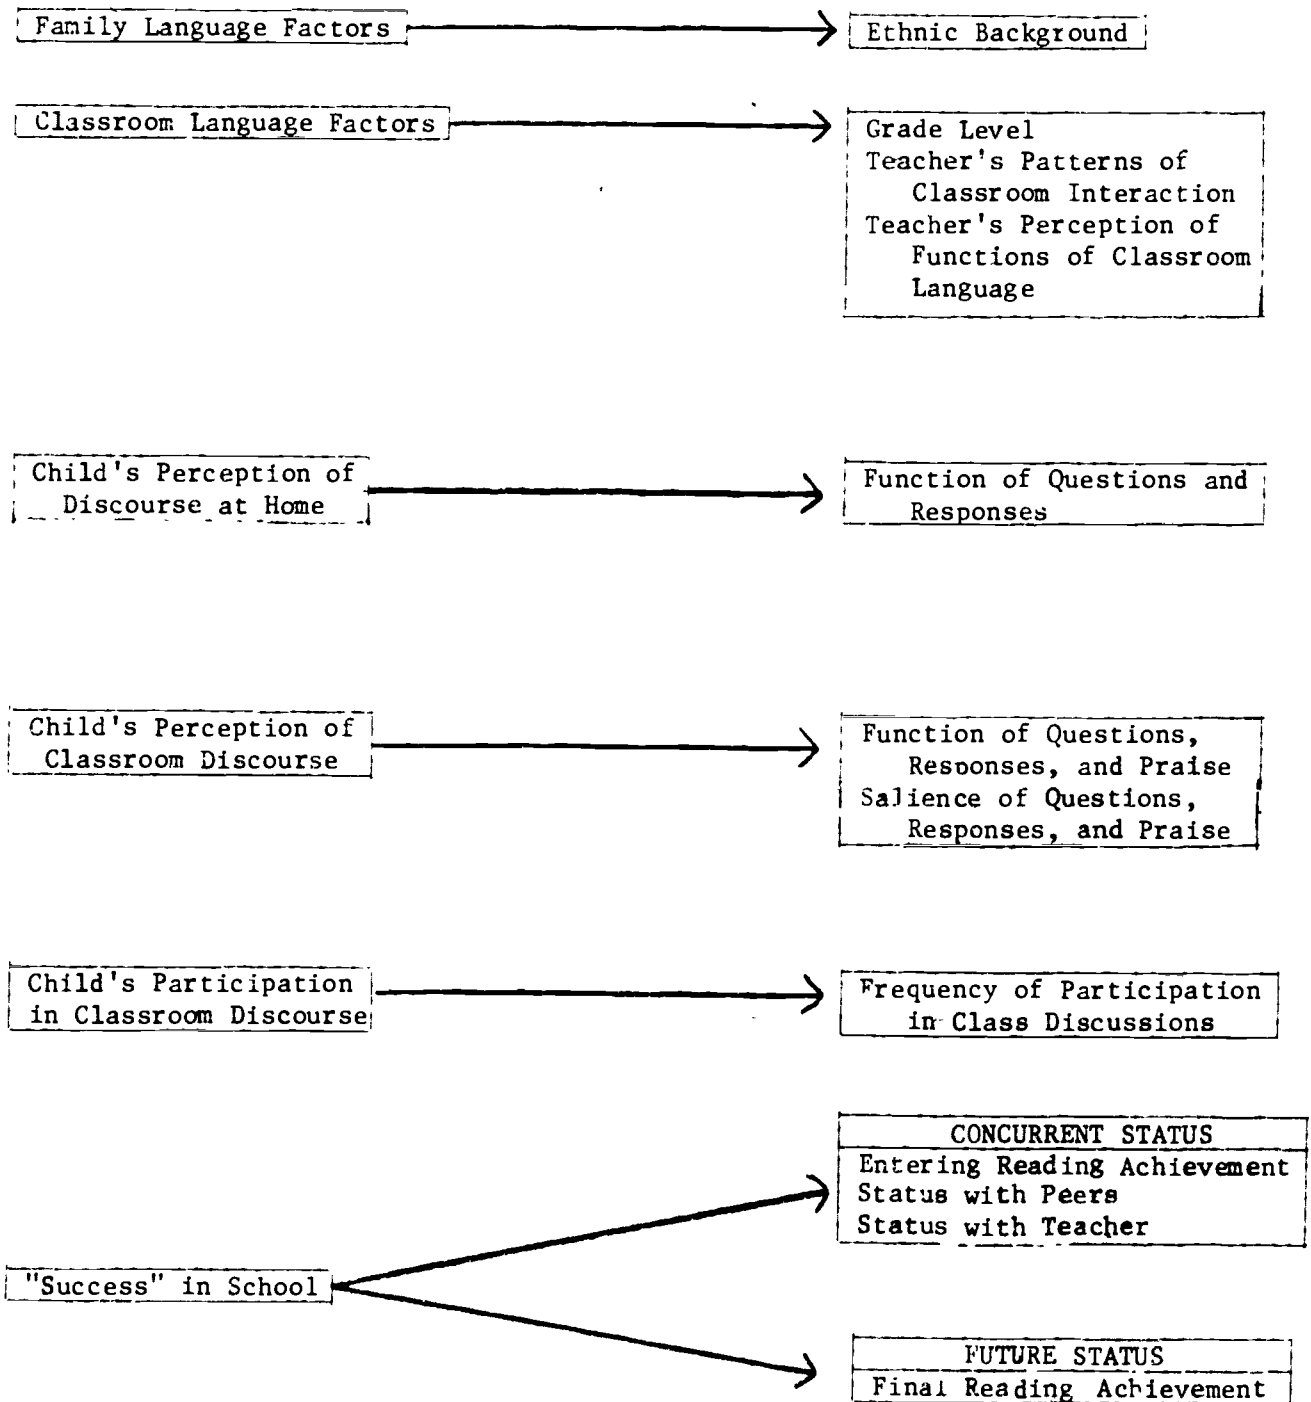 Family Language Factors
Ethnic Background
Classroom Language Factors
Grade Level
Teacher's Patterns of
Classroom Interaction
Teacher's Perception of
Functions of Classroom
Language
Child's Perception of
Discourse at Home
Function of Questions and
Responses
Child's Perception of
Classroom Discourse
Function of Questions,
Responses, and Praise
Salience of Questions,
Responses, and Praise
Child's Participation
in Classroom Discourse
Frequency of Participation
in Class Discussions
"Success" in School
CONCURRENT STATUS
Entering Reading Achievement
Status with Peers
Status with Teacher
FUTURE STATUS
Final Reading Achievement